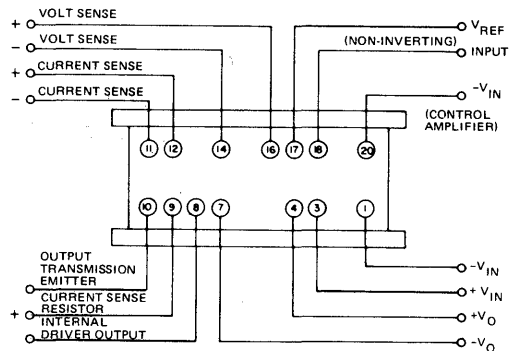 + VOLT SENSE
- VOLT SENSE
+ CURRENT SENSE
- CURRENT SENSE
VREF
(NON-INVERTING) INPUT
-VIN
(CONTROL
AMPLIFIER)
11 12 14 16 17 18 20
10 9 8 7 4 3 1
OUTPUT
TRANSMISSION
EMITTER
CURRENT SENSE
+ RESISTOR
INTERNAL
DRIVER OUTPUT
-VIN
+ VIN
+VO
-VO